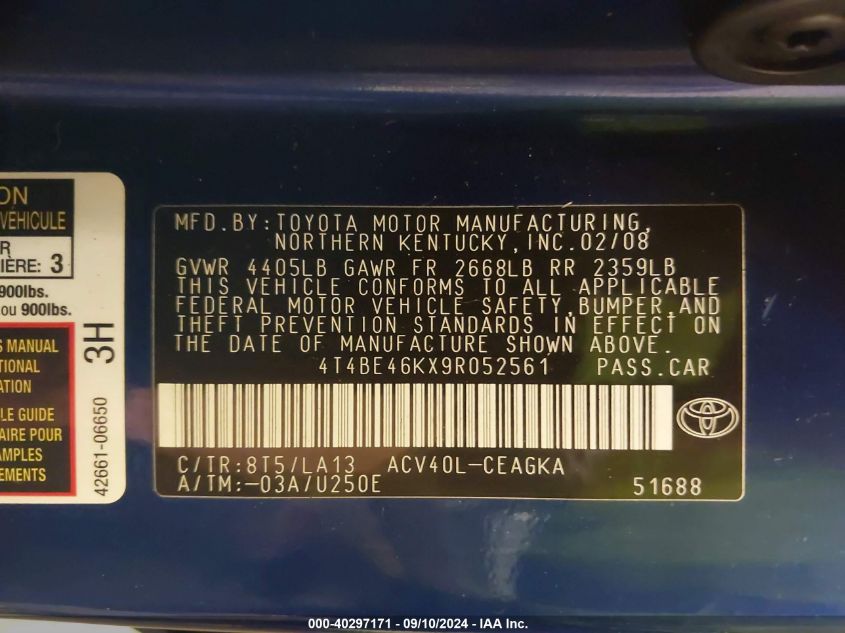 ON
VÉHICULE
R
IÈRE: 3
900lbs.
ou 900lbs.
S MANUAL
TIONAL
ATION
LE GUIDE
AIRE POUR
AMPLES
EMENTS
3H
42661-06650
MFD.BY:TOYOTA MOTOR MANUFACTURING,
NORTHERN KENTUCKY,INC.02/08
GVWR 4405LB GAWR FR 2668LB RR 2359LB
THIS VEHICLE CONFORMS TO ALL APPLICABLE
FEDERAL MOTOR VEHICLE SAFETY,BUMPER,AND
THEFT PREVENTION STANDARDS IN EFFECT ON
THE DATE OF MANUFACTURE SHOWN ABOVE.
4T4BE46KX9R052561 PASS.CAR
C/TR:8T5/LA13 ACV40L-CEAGKA
A/TM:-03A/U250E 51688
000-40297171 - 09/10/2024 - IAA Inc.